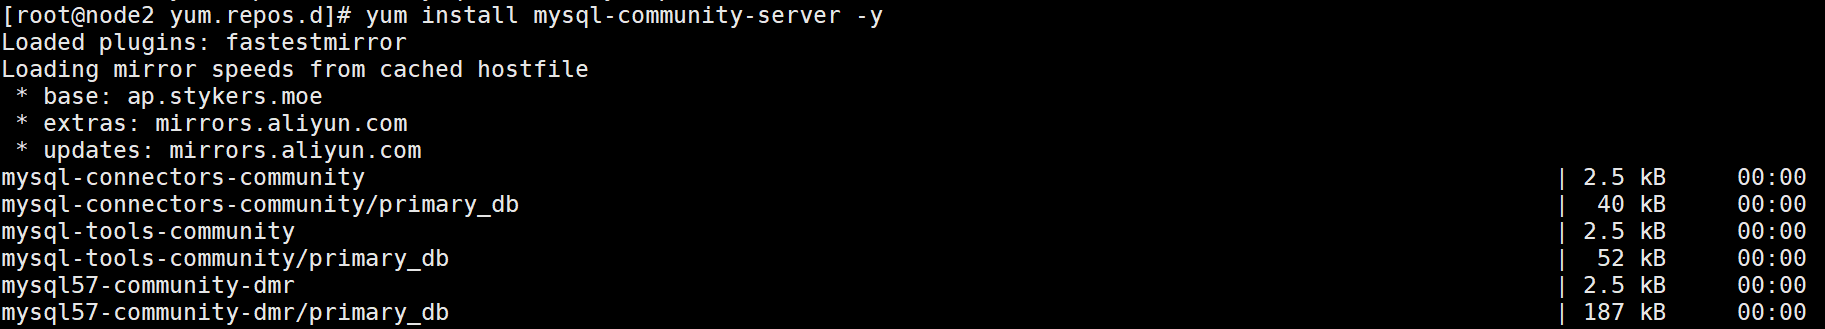 [root@node2 yum.repos.d]# yum install mysql-community-server -y
Loaded plugins: fastestmirror
Loading mirror speeds from cached hostfile
 * base: ap.stykers.moe
 * extras: mirrors.aliyun.com
 * updates: mirrors.aliyun.com
mysql-connectors-community | 2.5 kB 00:00
mysql-connectors-community/primary_db | 40 kB 00:00
mysql-tools-community | 2.5 kB 00:00
mysql-tools-community/primary_db | 52 kB 00:00
mysql57-community-dmr | 2.5 kB 00:00
mysql57-community-dmr/primary_db | 187 kB 00:00